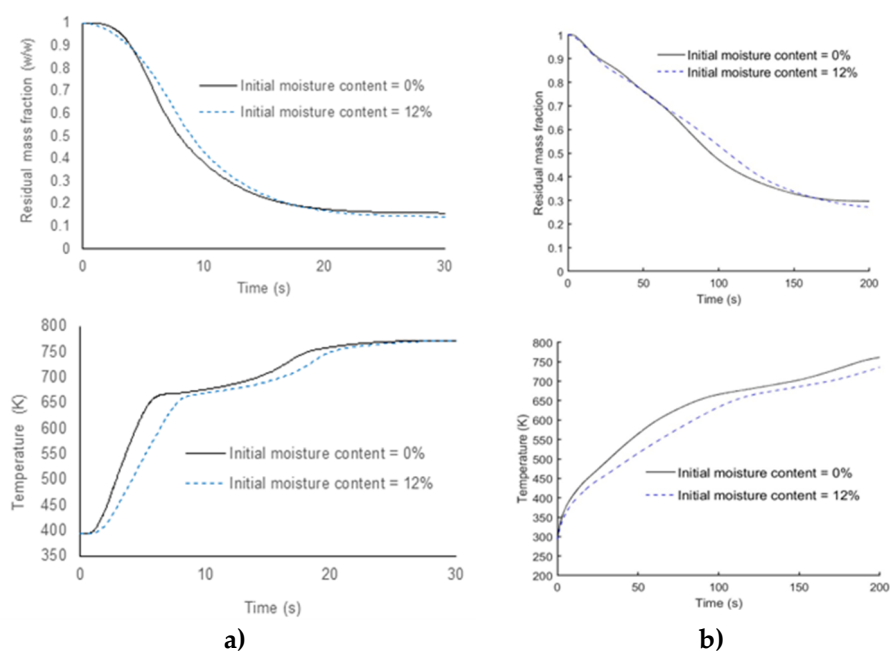 1
0.9
0.8
0.7
0.6
0.5
0.4
0.3
0.2
0.1
0
Residual mass fraction (w/w)
Initial moisture content = 0%
Initial moisture content = 12%
0 10 20 30
Time (s)
1
0.9
0.8
0.7
0.6
0.5
0.4
0.3
0.2
0.1
0
Residual mass fraction
Initial moisture content = 0%
Initial moisture content = 12%
0 50 100 150 200
Time (s)
800
750
700
650
600
550
500
450
400
350
Temperature (K)
Initial moisture content = 0%
Initial moisture content = 12%
0 10 20 30
Time (s)
800
750
700
650
600
550
500
450
400
350
300
250
200
Temperature (K)
Initial moisture content = 0%
Initial moisture content = 12%
0 50 100 150 200
Time (s)
a)
b)